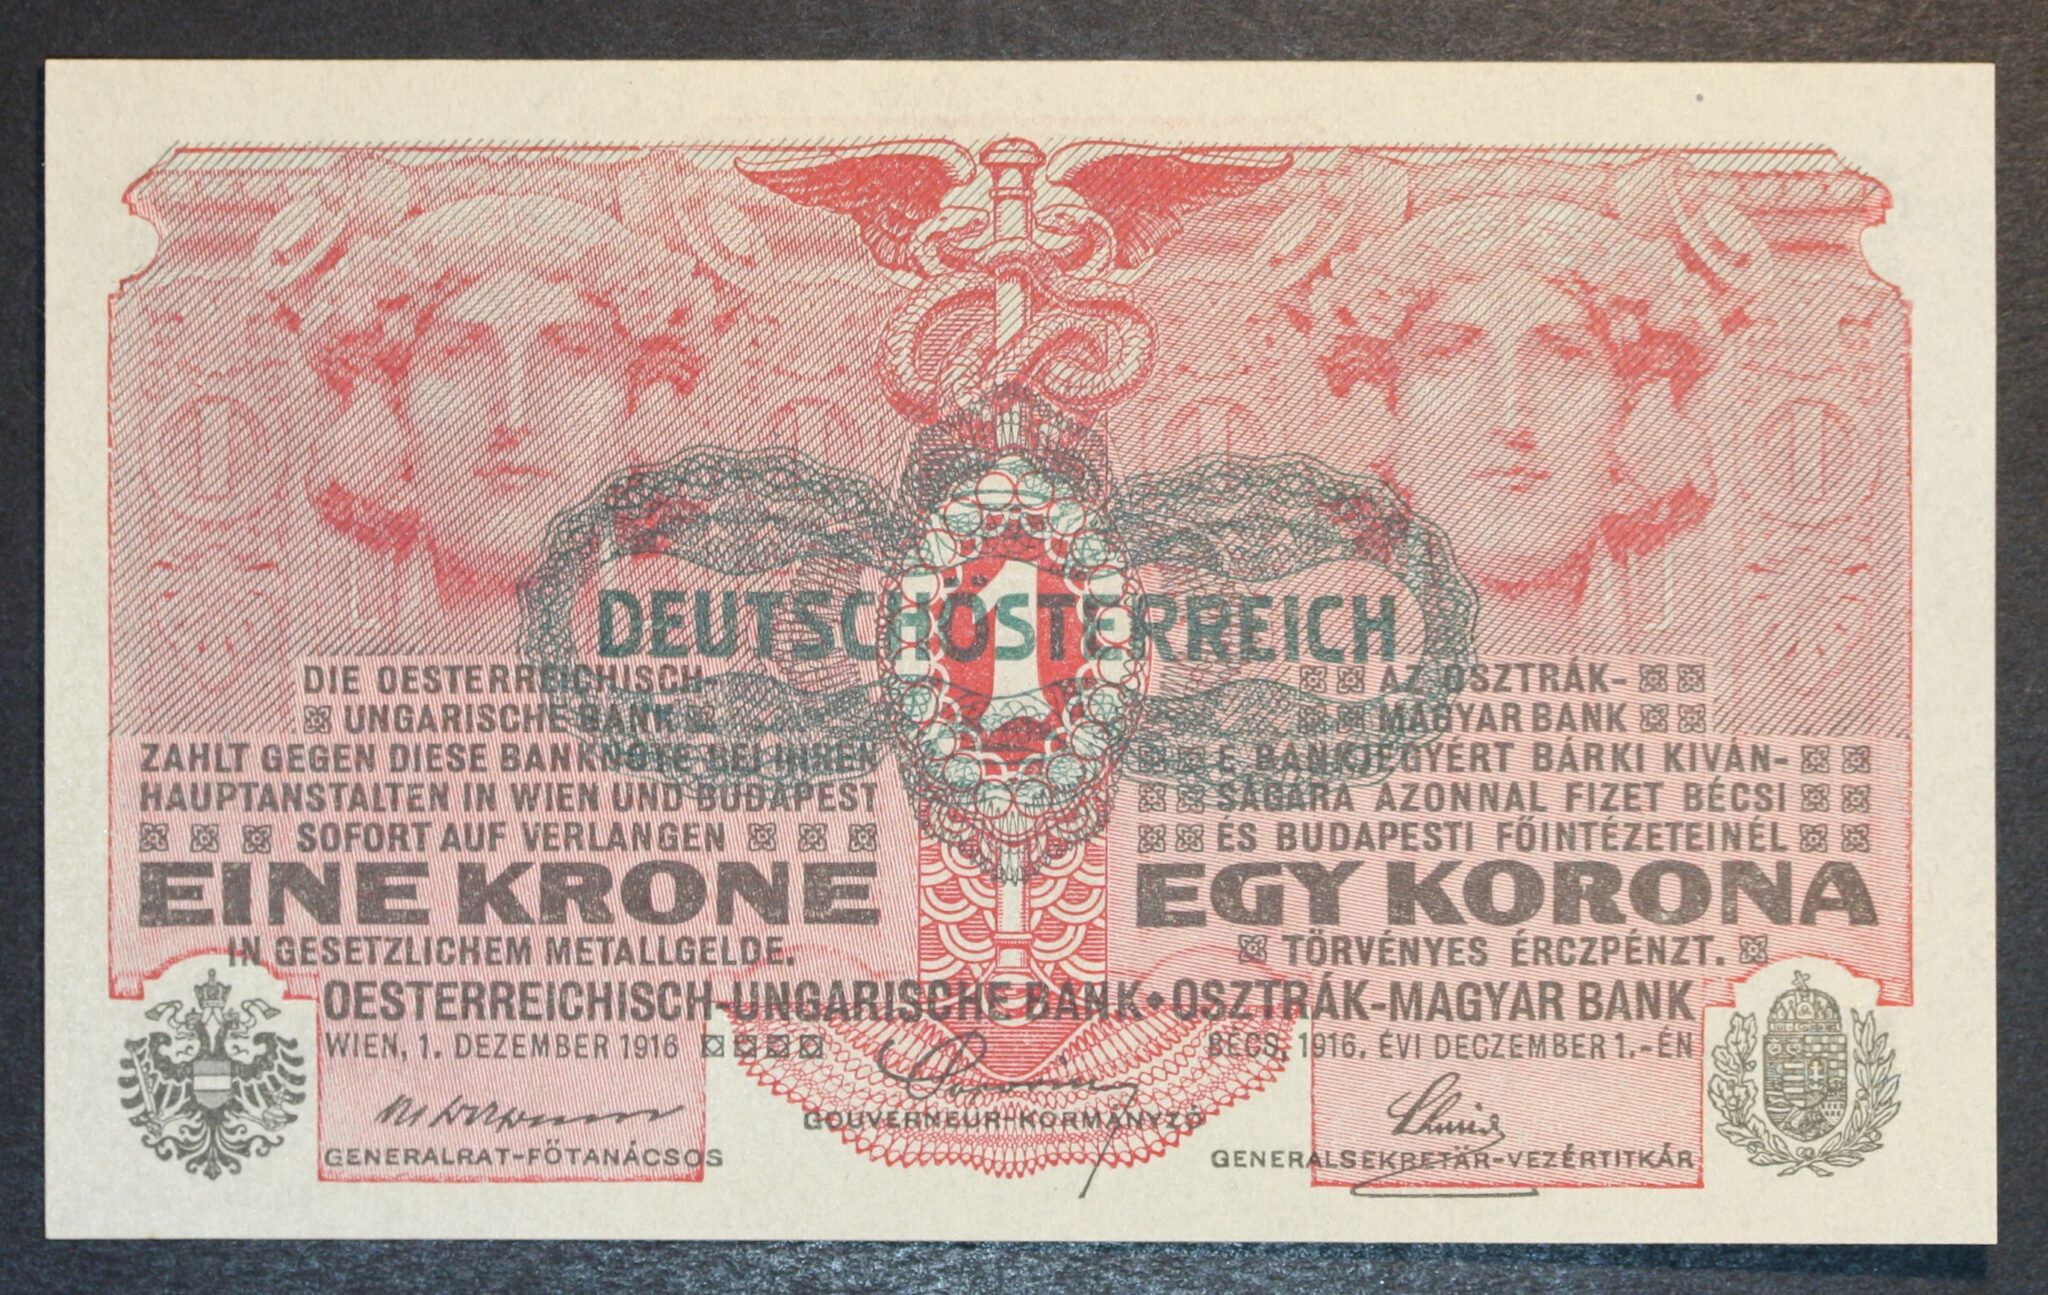 DEUTSCHÖSTERREICH
1
DIE OESTERREICHISCH
UNGARISCHE BANK
ZAHLT GEGEN DIESE BANKNOTE BEI IHREN
HAUPTANSTALTEN IN WIEN UND BUDAPEST
SOFORT AUF VERLANGEN
EINE KRONE
IN GESETZLICHEM METALLGELDE.
AZ OSZTRÁK-
MAGYAR BANK
E BANKJEGYÉRT BÁRKI KIVÁN-
SÁGÁRA AZONNAL FIZET BÉCSI
ÉS BUDAPESTI FŐINTÉZETEINÉL
EGY KORONA
TÖRVÉNYES ÉRCZPÉNZT.
OESTERREICHISCH-UNGARISCHE BANK • OSZTRÁK-MAGYAR BANK
WIEN, 1. DEZEMBER 1916
BÉCS, 1916. ÉVI DECZEMBER 1.-ÉN
GOUVERNEUR-KORMÁNYZÓ
GENERALRAT-FŐTANÁCSOS
GENERALSEKRETÄR-VEZÉRTITKÁR